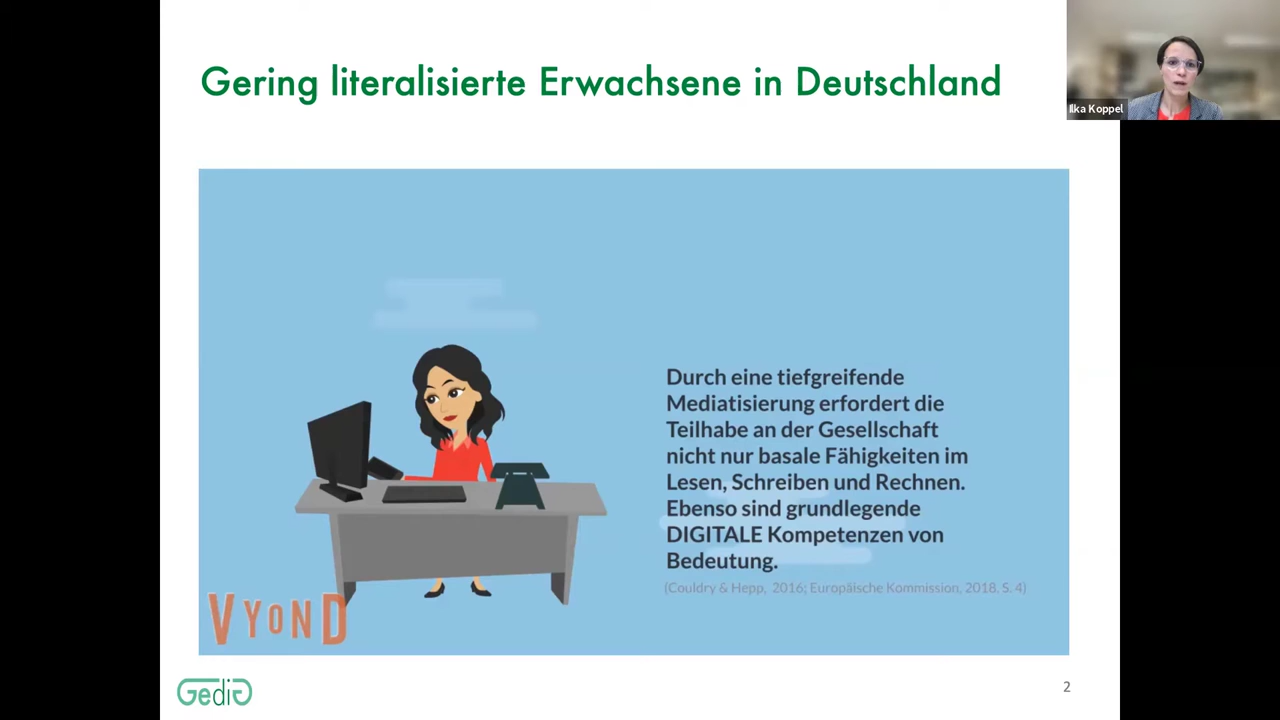 Gering literalisierte Erwachsene in Deutschland
Ilka Koppel
Durch eine tiefgreifende
Mediatisierung erfordert die
Teilhabe an der Gesellschaft
nicht nur basale Fähigkeiten im
Lesen, Schreiben und Rechnen.
Ebenso sind grundlegende
DIGITALE Kompetenzen von
Bedeutung.
(Couldry & Hepp, 2016; Europäische Kommission, 2018, S. 4)
VYOND
GediG
2